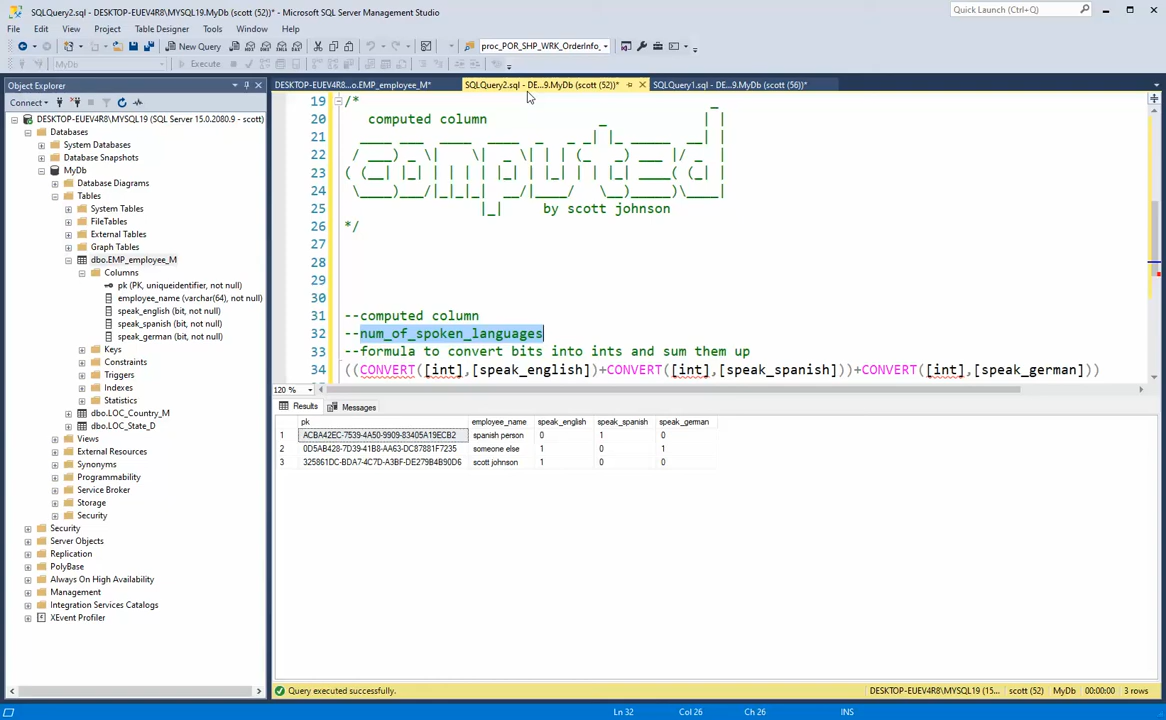 SQLQuery2.sql - DESKTOP-EUEV4R8\MYSQL19.MyDb (scott (52))* - Microsoft SQL Server Management Studio
Quick Launch (Ctrl+Q)
File Edit View Project Table Designer Tools Window Help
New Query
proc_POR_SHP_WRK_OrderInfo_
MyDb
Execute
Object Explorer
DESKTOP-EUEV4R8...o.EMP_employee_M*
SQLQuery2.sql - DE...9.MyDb (scott (52))*
SQLQuery1.sql - DE...9.MyDb (scott (56))*
Connect
DESKTOP-EUEV4R8\MYSQL19 (SQL Server 15.0.2080.9 - scott)
Databases
System Databases
Database Snapshots
MyDb
Database Diagrams
Tables
System Tables
FileTables
External Tables
Graph Tables
dbo.EMP_employee_M
Columns
pk (PK, uniqueidentifier, not null)
employee_name (varchar(64), not null)
speak_english (bit, not null)
speak_spanish (bit, not null)
speak_german (bit, not null)
Keys
Constraints
Triggers
Indexes
Statistics
dbo.LOC_Country_M
dbo.LOC_State_D
Views
External Resources
Synonyms
Programmability
Service Broker
Storage
Security
Security
Server Objects
Replication
PolyBase
Always On High Availability
Management
Integration Services Catalogs
XEvent Profiler
19 /*
20 computed column
21
22
23 computed
24
25 by scott johnson
26 */
27
28
29
30
31 --computed column
32 --num_of_spoken_languages
33 --formula to convert bits into ints and sum them up
34 ((CONVERT([int],[speak_english])+CONVERT([int],[speak_spanish]))+CONVERT([int],[speak_german]))
120 %
Results Messages
pk employee_name speak_english speak_spanish speak_german
1 ACBA42EC-7539-4A50-9909-83405A19ECB2 spanish person 0 1 0
2 0D5AB428-7D39-41B8-AA63-DC87881F7235 someone else 1 0 1
3 325861DC-BDA7-4C7D-A3BF-DE279B4B90D6 scott johnson 1 0 0
Query executed successfully.
DESKTOP-EUEV4R8\MYSQL19 (15... scott (52) MyDb 00:00:00 3 rows
Ln 32 Col 26 Ch 26 INS